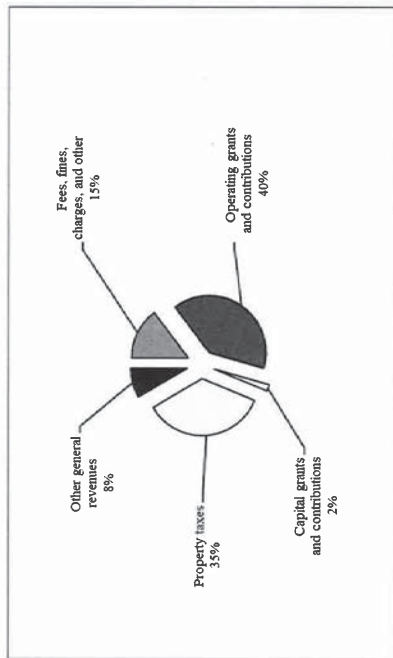 Fees, fines,
charges, and other
15%
Operating grants
and contributions
40%
Capital grants
and contributions
2%
Property taxes
35%
Other general
revenues
8%